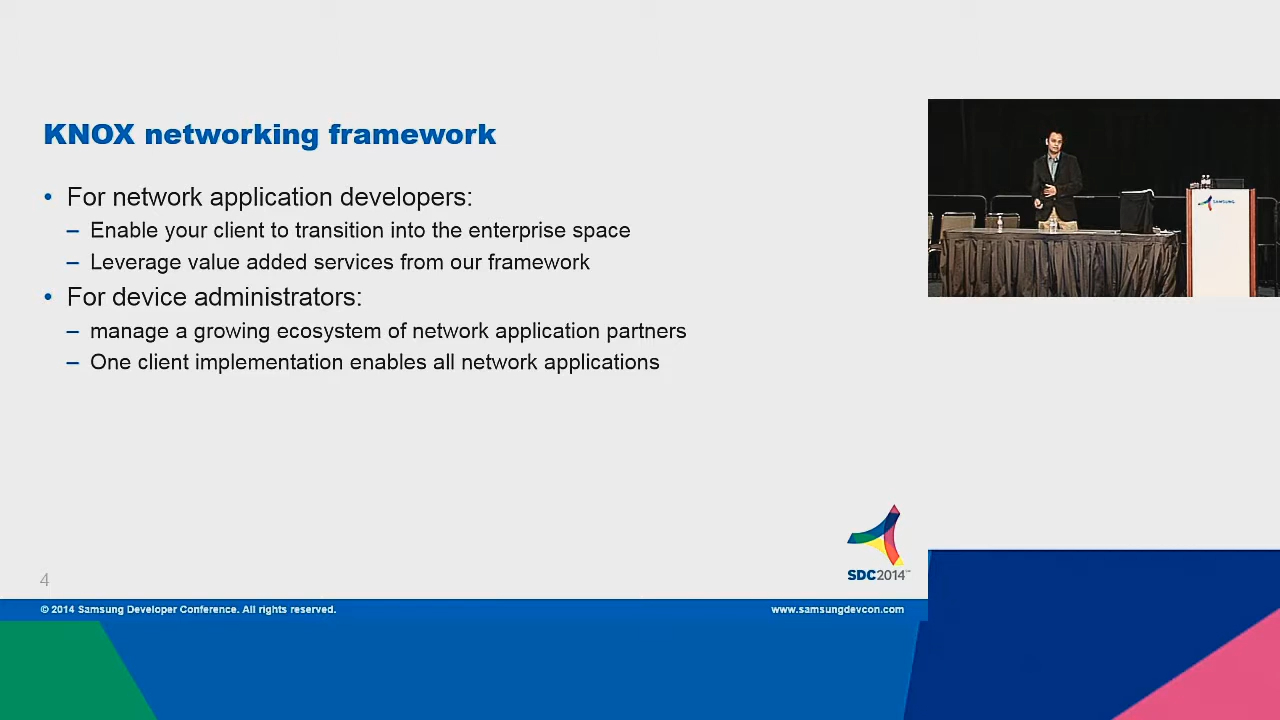 KNOX networking framework
• For network application developers:
– Enable your client to transition into the enterprise space
– Leverage value added services from our framework
• For device administrators:
– manage a growing ecosystem of network application partners
– One client implementation enables all network applications
SAMSUNG
SDC2014™
4
© 2014 Samsung Developer Conference. All rights reserved.
www.samsungdevcon.com